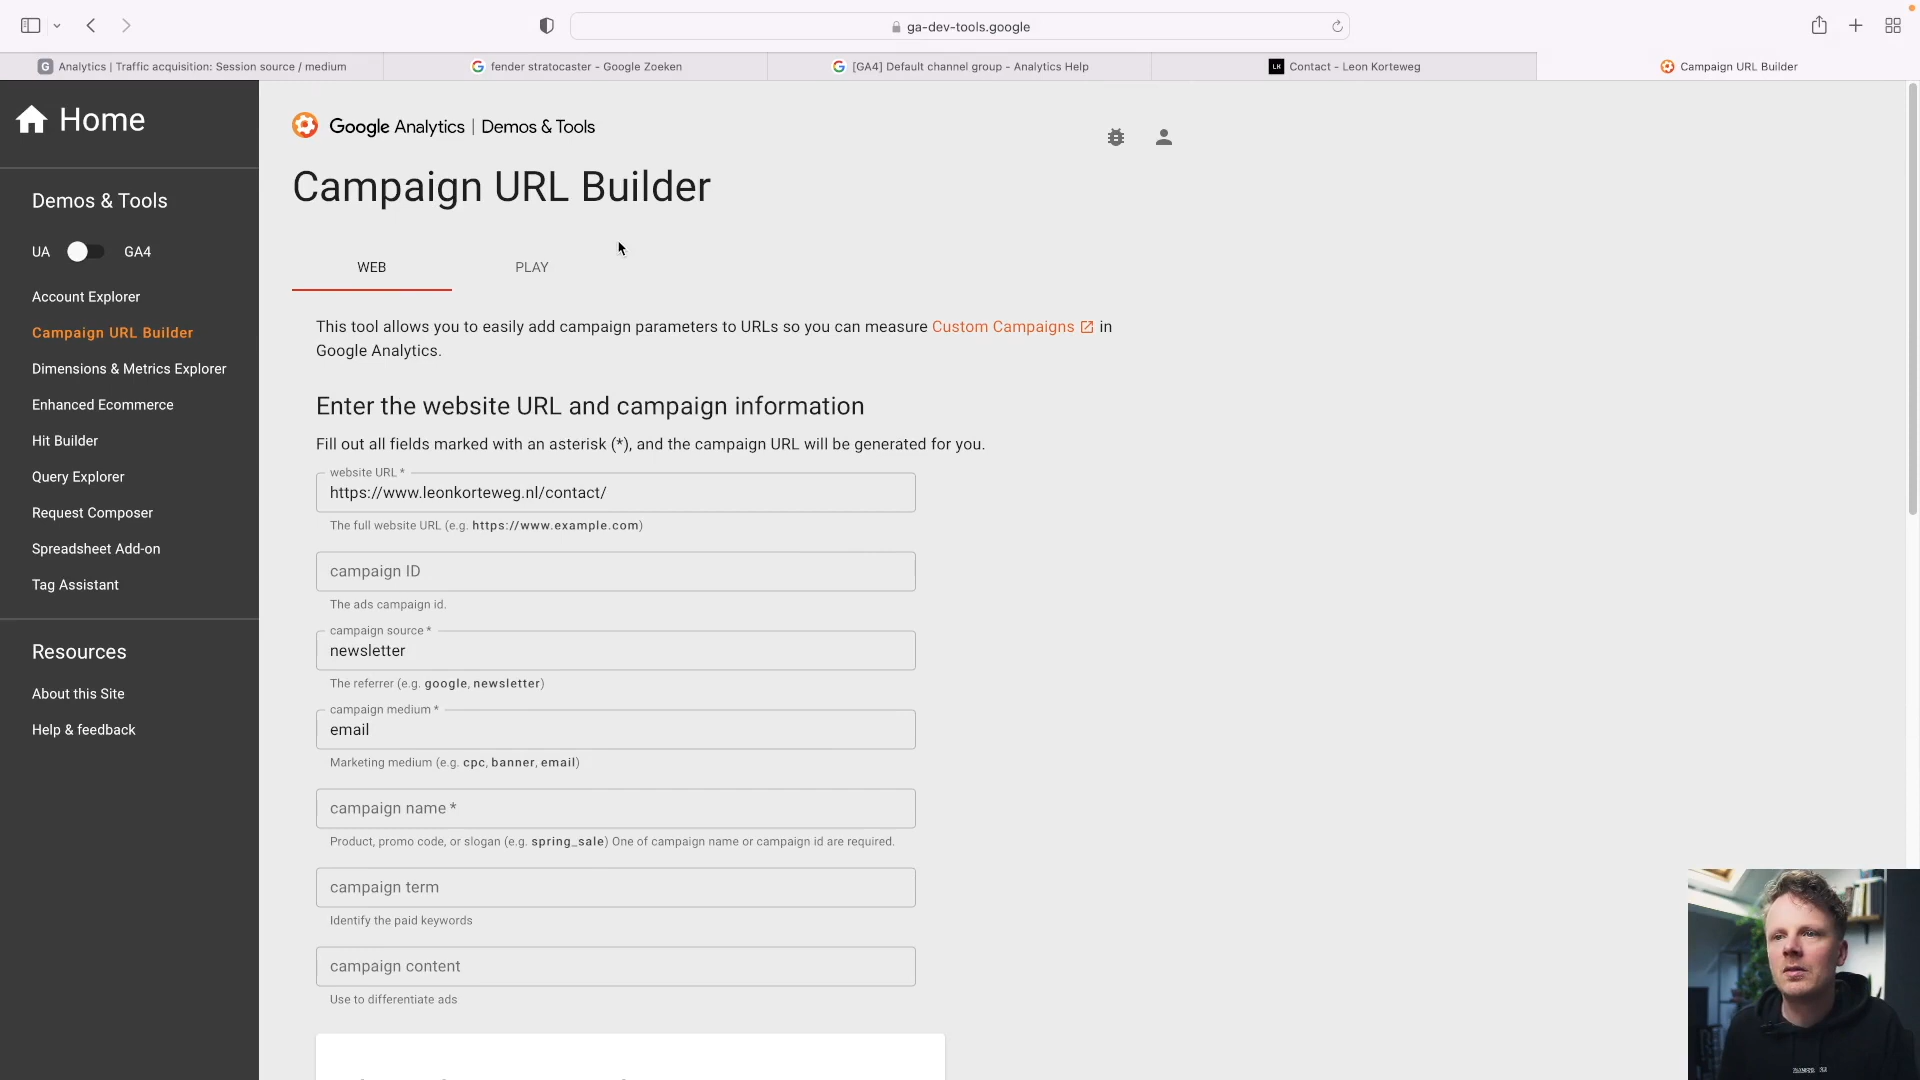 ga-dev-tools.google
Analytics | Traffic acquisition: Session source / medium
fender stratocaster - Google Zoeken
[GA4] Default channel group - Analytics Help
LK
Contact - Leon Korteweg
Campaign URL Builder
Home
Demos & Tools
UA
GA4
Account Explorer
Campaign URL Builder
Dimensions & Metrics Explorer
Enhanced Ecommerce
Hit Builder
Query Explorer
Request Composer
Spreadsheet Add-on
Tag Assistant
Resources
About this Site
Help & feedback
Google Analytics | Demos & Tools
Campaign URL Builder
WEB
PLAY
This tool allows you to easily add campaign parameters to URLs so you can measure Custom Campaigns in
Google Analytics.
Enter the website URL and campaign information
Fill out all fields marked with an asterisk (*), and the campaign URL will be generated for you.
website URL *
https://www.leonkorteweg.nl/contact/
The full website URL (e.g. https://www.example.com)
campaign ID
The ads campaign id.
campaign source *
newsletter
The referrer (e.g. google, newsletter)
campaign medium *
email
Marketing medium (e.g. cpc, banner, email)
campaign name *
Product, promo code, or slogan (e.g. spring_sale) One of campaign name or campaign id are required.
campaign term
Identify the paid keywords
campaign content
Use to differentiate ads